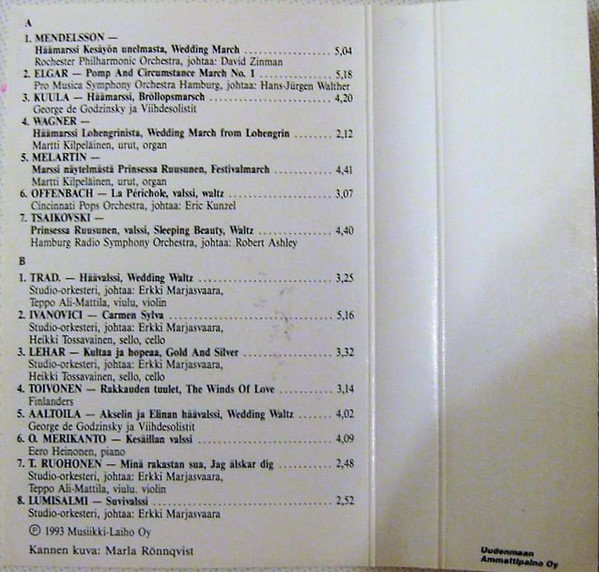 A
1. MENDELSSON —
Häämarssi Kesäyön unelmasta, Wedding March .................... 5,04
Rochester Philharmonic Orchestra, johtaa: David Zinman
2. ELGAR — Pomp And Circumstance March No. 1 .................... 5,18
Pro Musica Symphony Orchestra Hamburg, johtaa: Hans-Jürgen Walther
3. KUULA — Häämarssi, Bröllopsmarsch .................... 4,20
George de Godzinsky ja Viihdesolistit
4. WAGNER —
Häämarssi Lohengrinista, Wedding March from Lohengrin .......... 2,12
Martti Kilpeläinen, urut, organ
5. MELARTIN —
Marssi näytelmästä Prinsessa Ruusunen, Festivalmarch ............ 4,41
Martti Kilpeläinen, urut, organ
6. OFFENBACH — La Périchole, valssi, waltz .................... 3,07
Cincinnati Pops Orchestra, johtaa: Eric Kunzel
7. TSAIKOVSKI —
Prinsessa Ruusunen, valssi, Sleeping Beauty, Waltz ............... 4,40
Hamburg Radio Symphony Orchestra, johtaa: Robert Ashley
B
1. TRAD. — Häävalssi, Wedding Waltz .................... 3,25
Studio-orkesteri, johtaa: Erkki Marjasvaara,
Teppo Ali-Mattila, viulu, violin
2. IVANOVICI — Carmen Sylva .................... 5,16
Studio-orkesteri, johtaa: Erkki Marjasvaara,
Heikki Tossavainen, sello, cello
3. LEHAR — Kultaa ja hopeaa, Gold And Silver .................... 3,32
Studio-orkesteri, johtaa: Erkki Marjasvaara,
Heikki Tossavainen, sello, cello
4. TOIVONEN — Rakkauden tuulet, The Winds Of Love ............ 3,14
Finlanders
5. AALTOILA — Akselin ja Elinan häävalssi, Wedding Waltz ........ 4,02
George de Godzinsky ja Viihdesolistit
6. O. MERIKANTO — Kesäillan valssi .................... 4,09
Eero Heinonen, piano
7. T. RUOHONEN — Minä rakastan sua, Jag älskar dig ............ 2,48
Studio-orkesteri, johtaa: Erkki Marjasvaara,
Teppo Ali-Mattila, viulu. violin
8. LUMISALMI — Suvivalssi .................... 2,52
Studio-orkesteri, johtaa: Erkki Marjasvaara
Ⓟ 1993 Musiikki-Laiho Oy
Kannen kuva: Marla Rönnqvist
Uudenmaan
Ammattipaino Oy